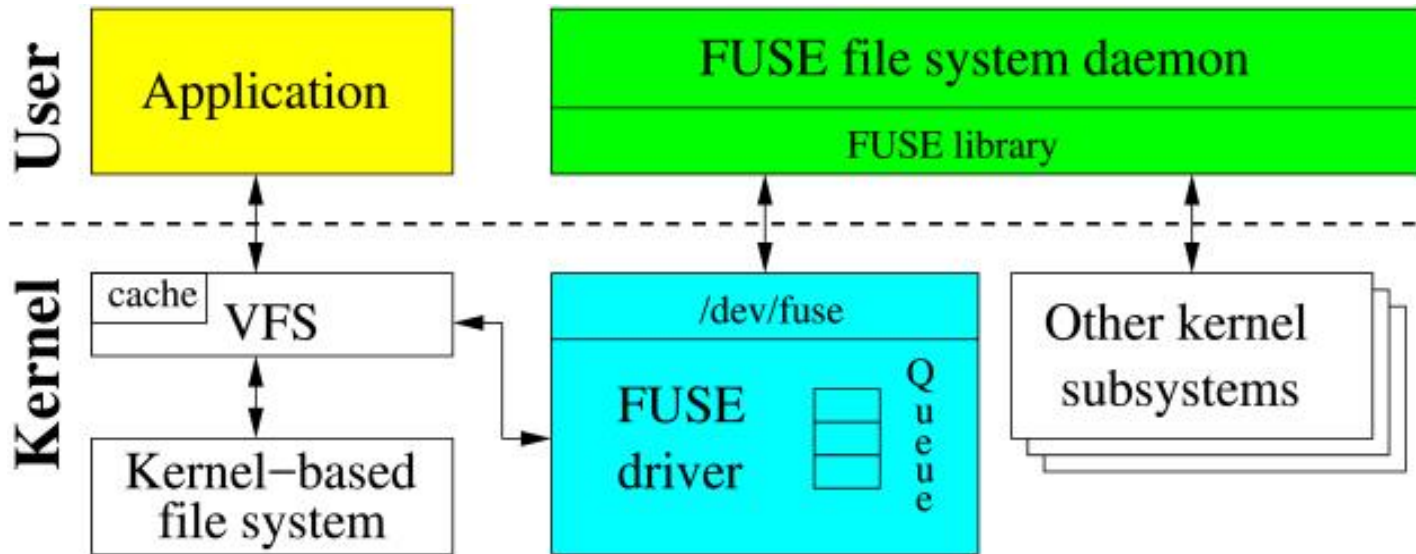 User
Application
FUSE file system daemon
FUSE library
Kernel
cache
VFS
Kernel−based
file system
/dev/fuse
FUSE
driver
Queue
Other kernel
subsystems